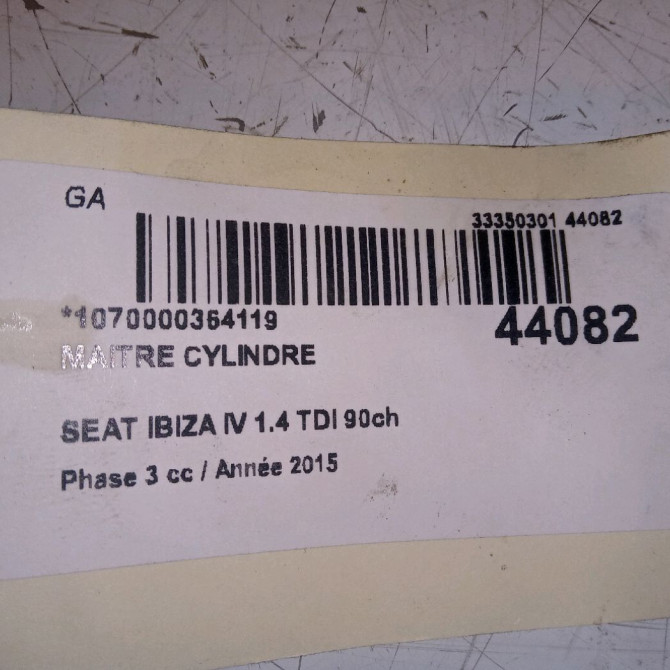 GA
33350301 44082
*1070000364119
44082
MAITRE CYLINDRE
SEAT IBIZA IV 1.4 TDI 90ch
Phase 3 cc / Année 2015